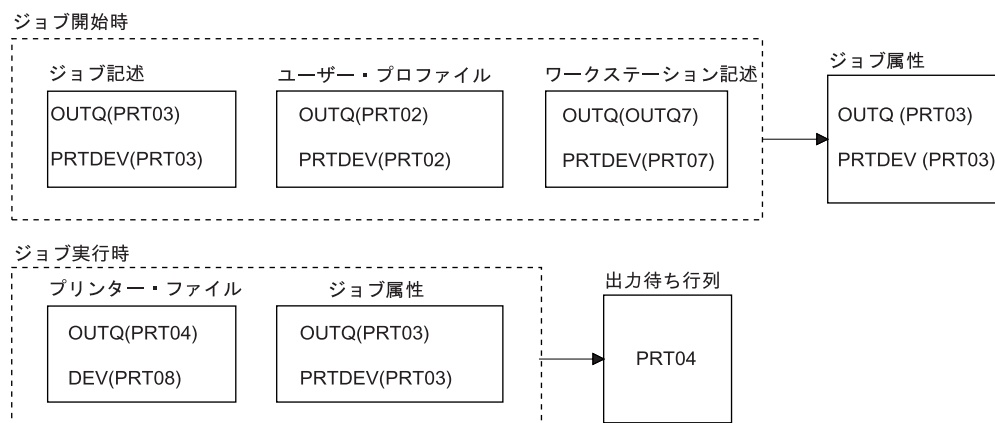 ジョブ開始時
ジョブ記述
OUTQ(PRT03)
PRTDEV(PRT03)
ユーザー・プロファイル
OUTQ(PRT02)
PRTDEV(PRT02)
ワークステーション記述
OUTQ(OUTQ7)
PRTDEV(PRT07)
ジョブ属性
OUTQ (PRT03)
PRTDEV (PRT03)
ジョブ実行時
プリンター・ファイル
OUTQ(PRT04)
DEV(PRT08)
ジョブ属性
OUTQ(PRT03)
PRTDEV(PRT03)
出力待ち行列
PRT04